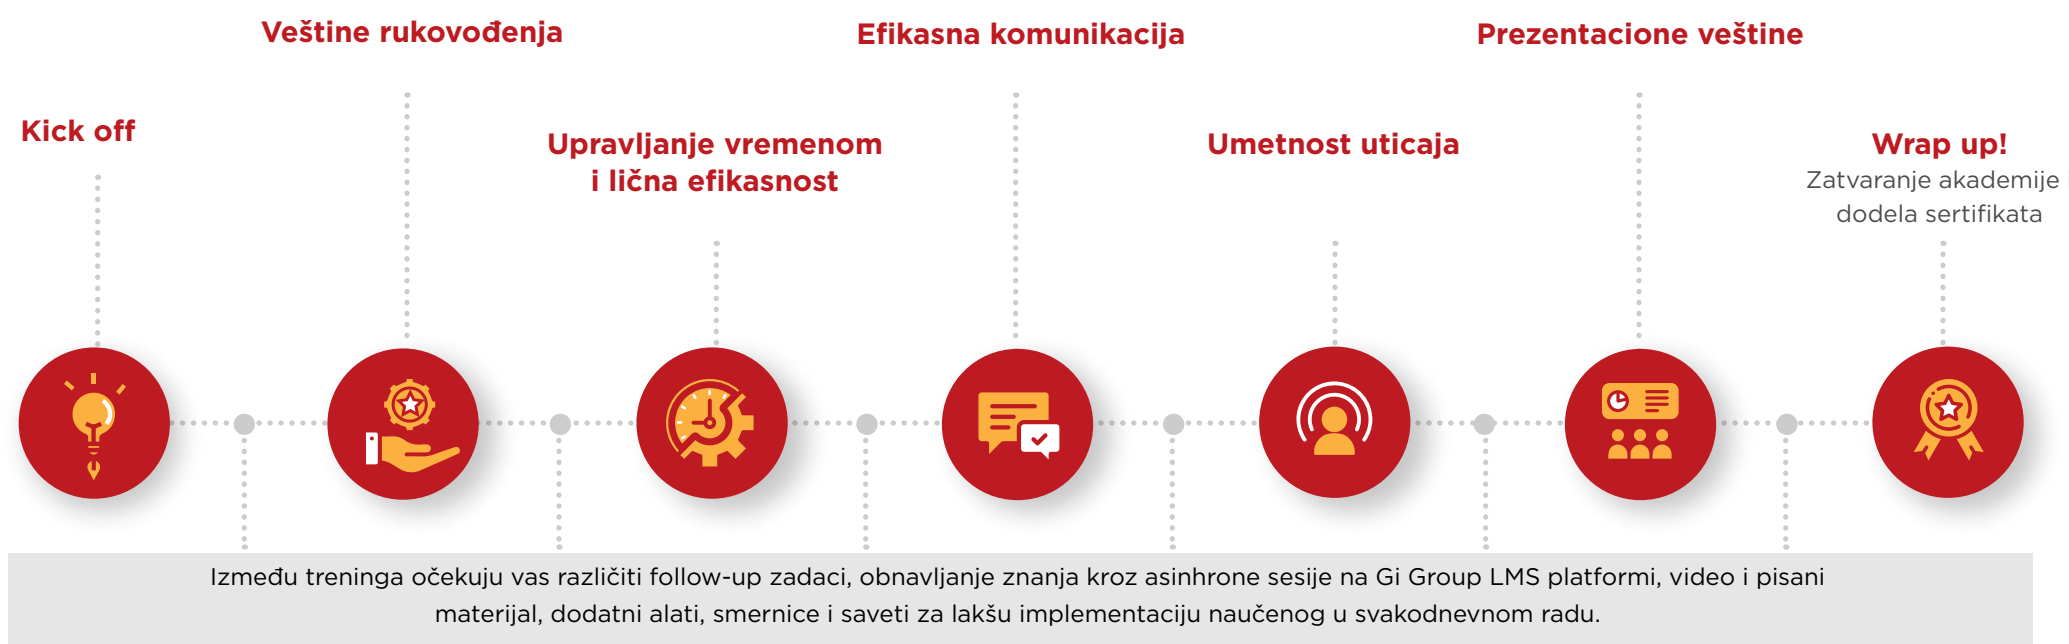 Kick off
Veštine rukovođenja
Upravljanje vremenom
i lična efikasnost
Efikasna komunikacija
Umetnost uticaja
Prezentacione veštine
Wrap up!
Zatvaranje akademije
dodela sertifikata
Između treninga očekuju vas različiti follow-up zadaci, obnavljanje znanja kroz asinhrone sesije na Gi Group LMS platformi, video i pisani
materijal, dodatni alati, smernice i saveti za lakšu implementaciju naučenog u svakodnevnom radu.